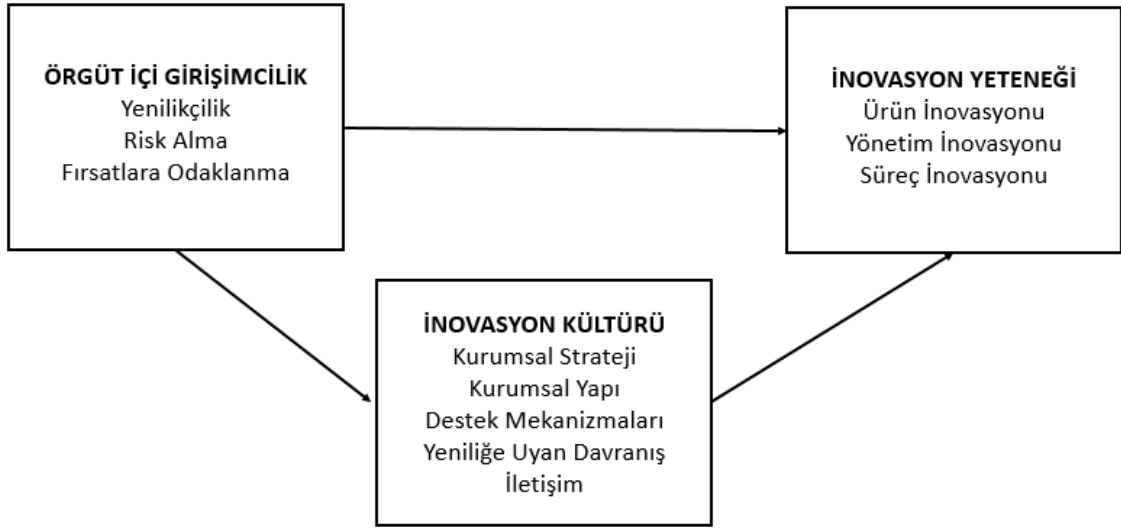 ÖRGÜT İÇİ GİRİŞİMCİLİK
Yenilikçilik
Risk Alma
Fırsatlara Odaklanma
İNOVASYON YETENEĞİ
Ürün İnovasyonu
Yönetim İnovasyonu
Süreç İnovasyonu
İNOVASYON KÜLTÜRÜ
Kurumsal Strateji
Kurumsal Yapı
Destek Mekanizmaları
Yeniliğe Uyan Davranış
İletişim